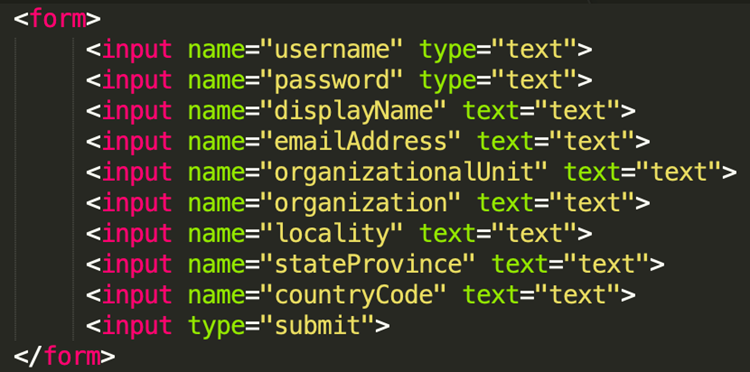 <form>
<input name="username" type="text">
<input name="password" type="text">
<input name="displayName" text="text">
<input name="emailAddress" text="text">
<input name="organizationalUnit" text="text">
<input name="organization" text="text">
<input name="locality" text="text">
<input name="stateProvince" text="text">
<input name="countryCode" text="text">
<input type="submit">
</form>